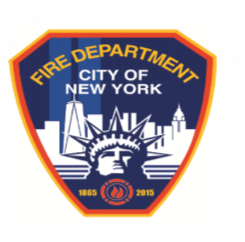 FIRE DEPARTMENT
CITY OF
NEW YORK
1865 2015